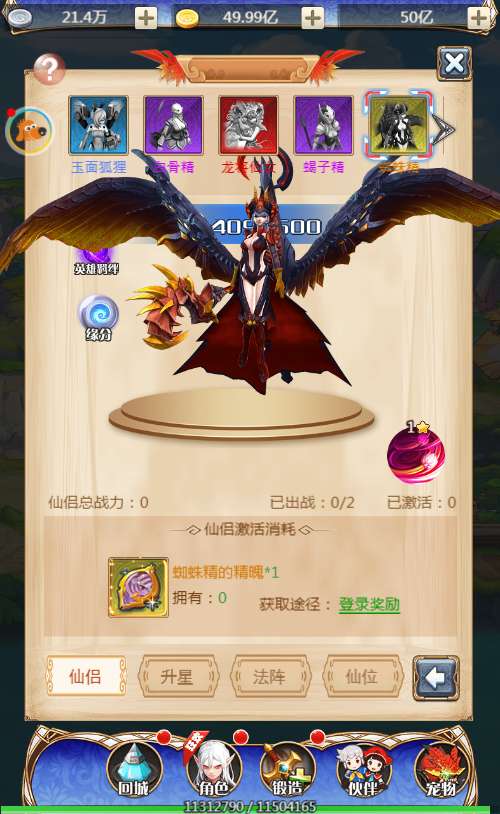 21.4万
49.99亿
50亿
玉面狐狸
白骨精
蝎子精
蜘蛛精
英雄羁绊
缘分
1
仙侣总战力：0
已出战：0/2
已激活：0
仙侣激活消耗
蜘蛛精的精魄*1
拥有：0
获取途径：
登录奖励
仙侣
升星
法阵
仙位
回城
角色
锻造
伙伴
宠物
11312790 / 11504165